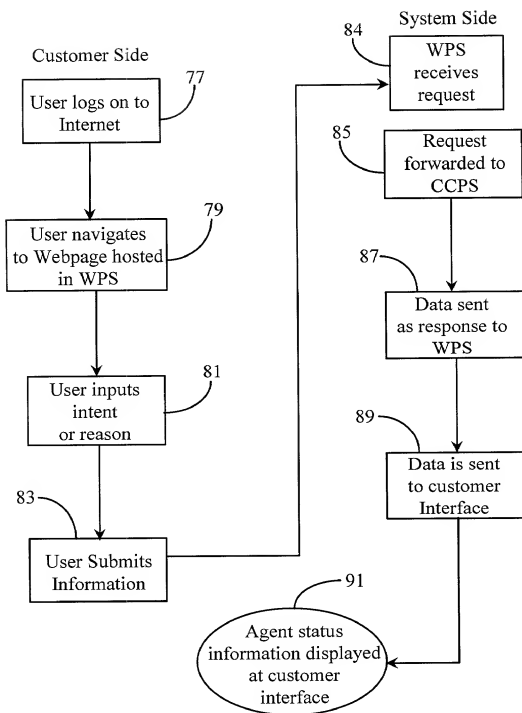 Customer Side
77
User logs on to
Internet
79
User navigates
to Webpage hosted
in WPS
81
User inputs
intent
or reason
83
User Submits
Information
System Side
84
WPS
receives
request
85
Request
forwarded to
CCPS
87
Data sent
as response to
WPS
89
Data is sent
to customer
Interface
91
Agent status
information displayed
at customer
interface